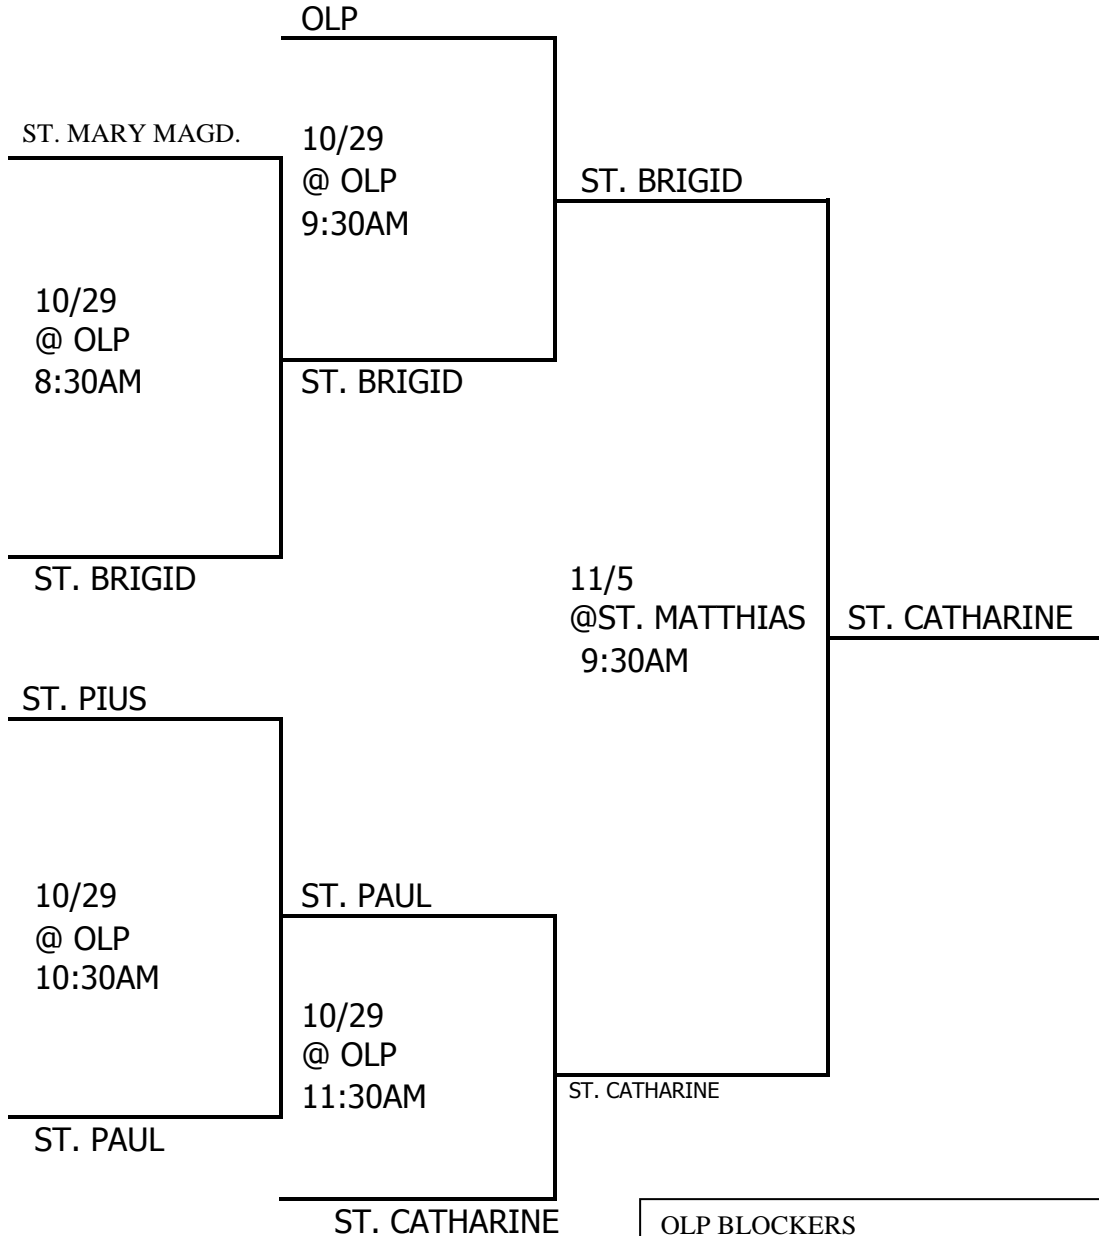 OLP
ST. MARY MAGD.
10/29
@ OLP
9:30AM
ST. BRIGID
10/29
@ OLP
8:30AM
ST. BRIGID
ST. BRIGID
11/5
@ST. MATTHIAS
9:30AM
ST. CATHARINE
ST. PIUS
10/29
@ OLP
10:30AM
ST. PAUL
10/29
@ OLP
11:30AM
ST. CATHARINE
ST. PAUL
ST. CATHARINE
OLP BLOCKERS